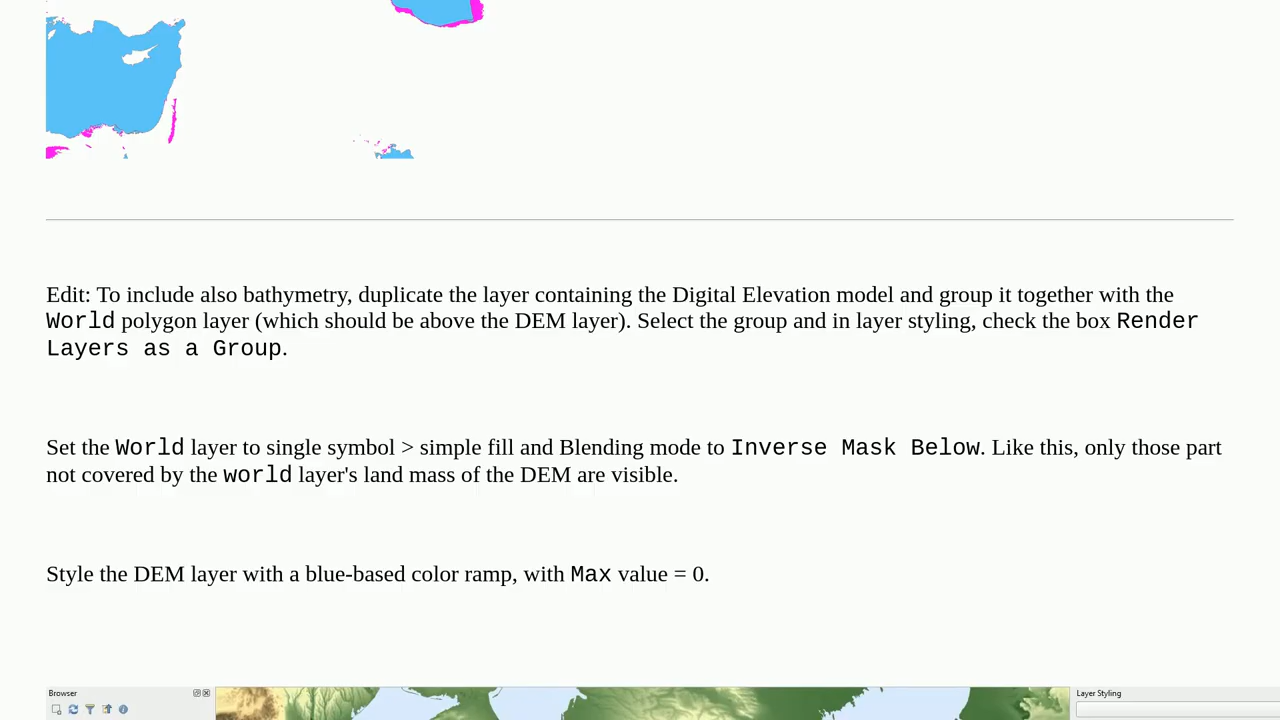 Edit: To include also bathymetry, duplicate the layer containing the Digital Elevation model and group it together with the
World polygon layer (which should be above the DEM layer). Select the group and in layer styling, check the box Render
Layers as a Group.
Set the World layer to single symbol > simple fill and Blending mode to Inverse Mask Below. Like this, only those part
not covered by the world layer's land mass of the DEM are visible.
Style the DEM layer with a blue-based color ramp, with Max value = 0.
Browser
Layer Styling